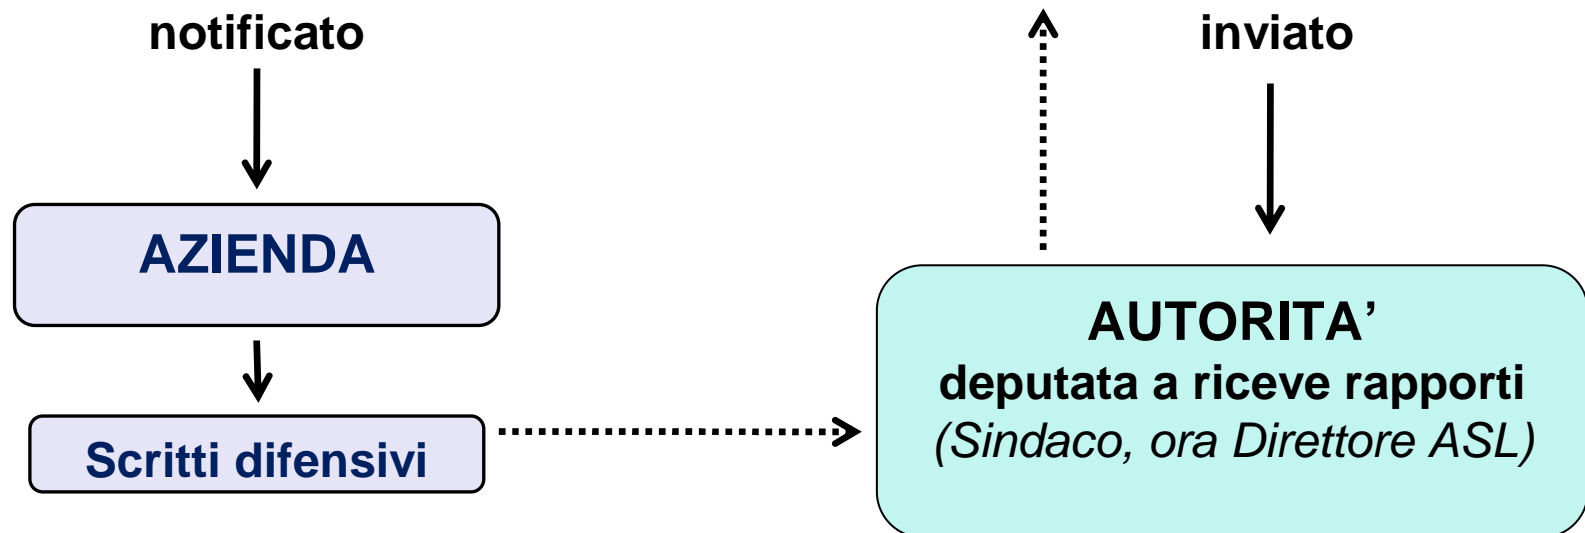 notificato
inviato
AZIENDA
AUTORITA’
deputata a riceve rapporti
(Sindaco, ora Direttore ASL)
Scritti difensivi